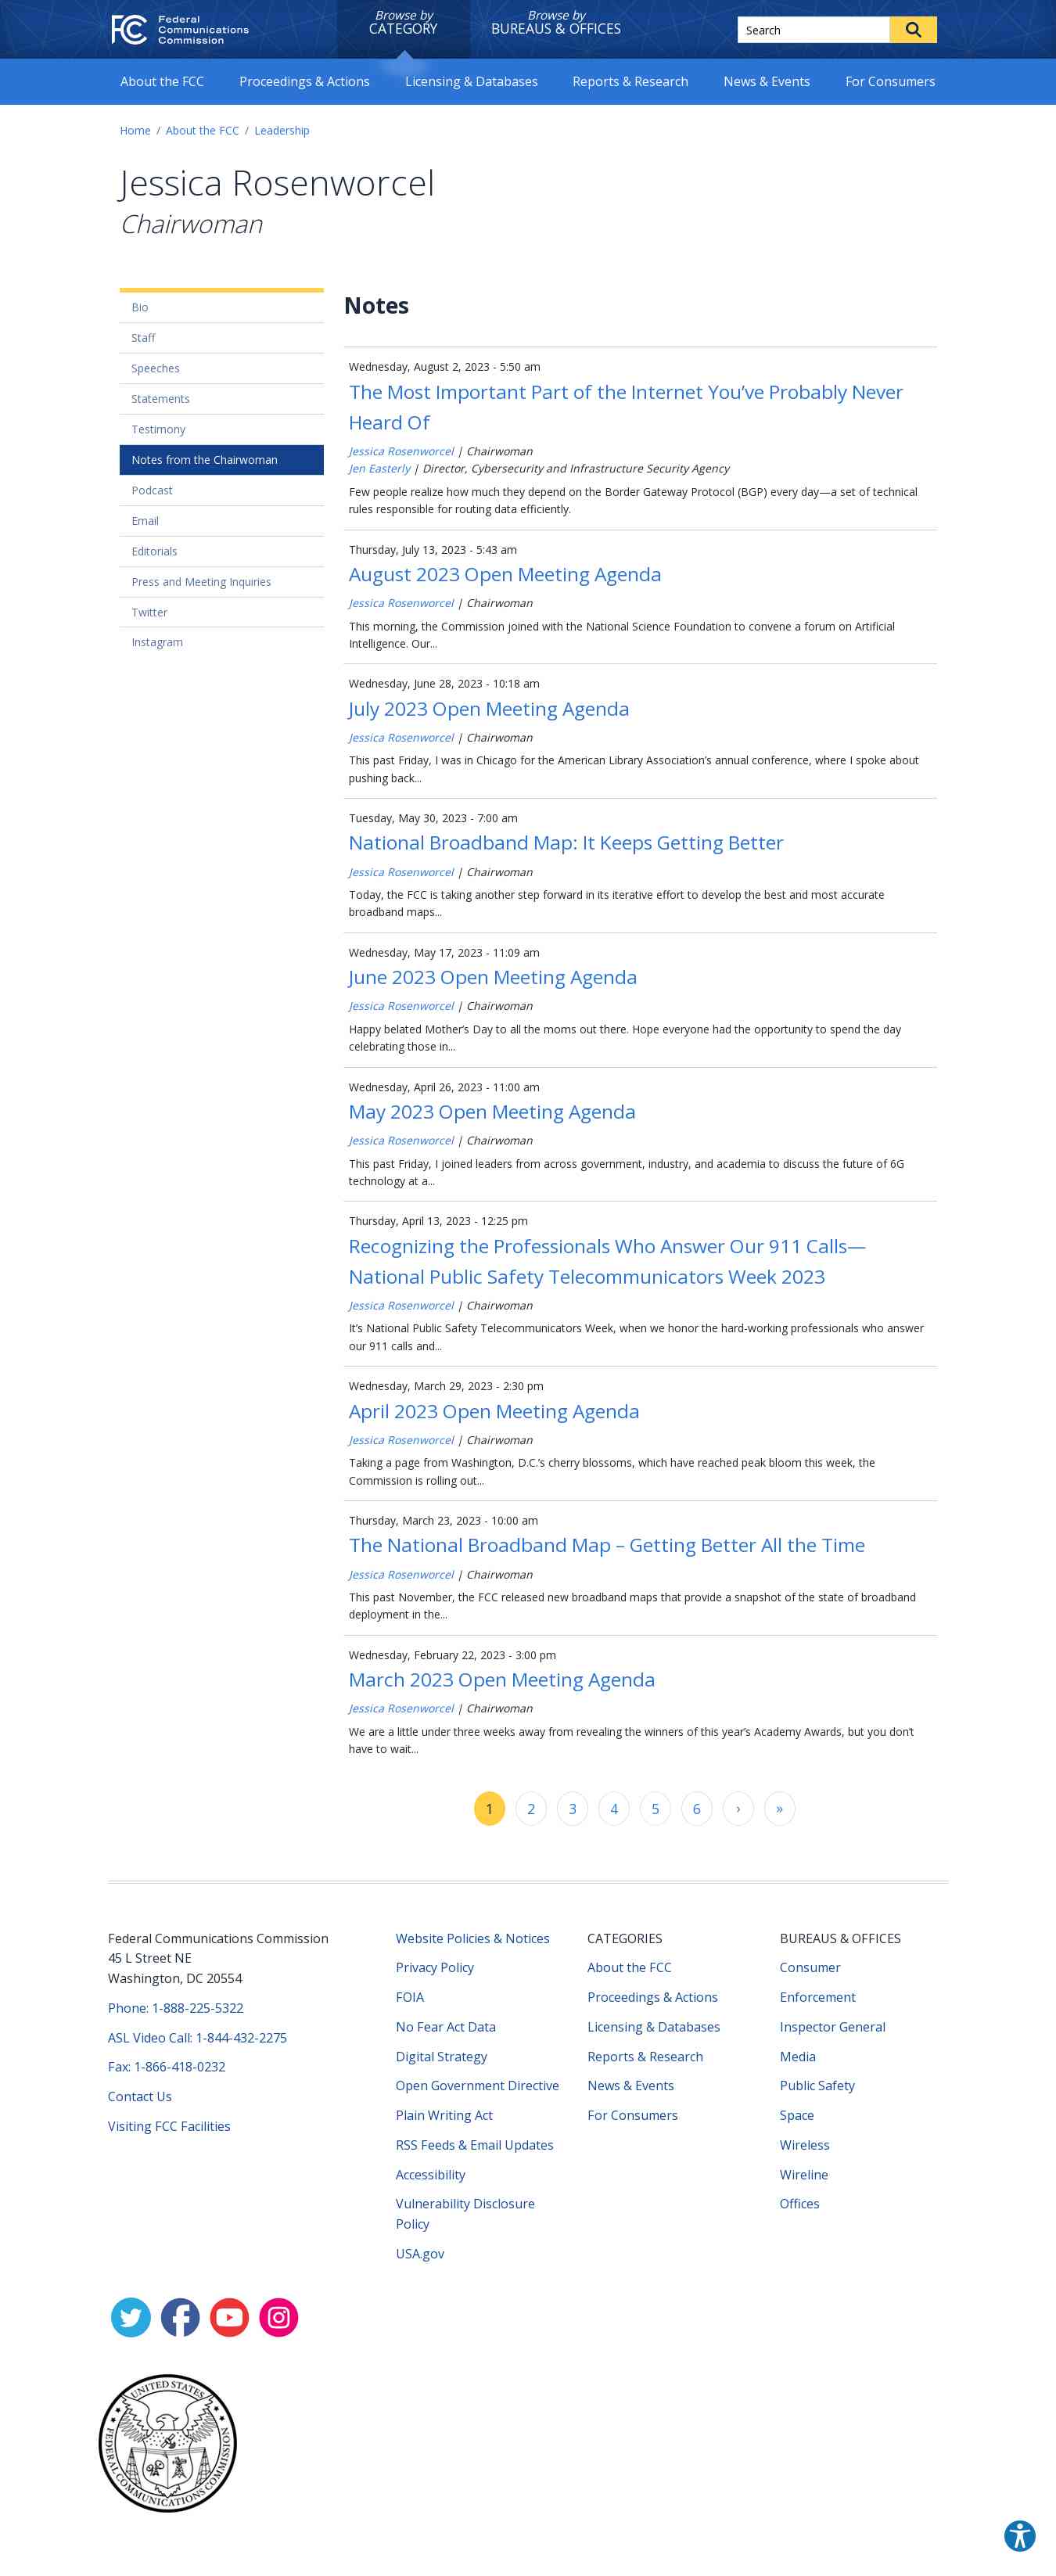 Federal
Communications
Commission
Browse by
CATEGORY
Browse by
BUREAUS & OFFICES
Search
About the FCC
Proceedings & Actions
Licensing & Databases
Reports & Research
News & Events
For Consumers
Home / About the FCC / Leadership
Jessica Rosenworcel
Chairwoman
Bio
Staff
Speeches
Statements
Testimony
Notes from the Chairwoman
Podcast
Email
Editorials
Press and Meeting Inquiries
Twitter
Instagram
Notes
Wednesday, August 2, 2023 - 5:50 am
The Most Important Part of the Internet You’ve Probably Never
Heard Of
Jessica Rosenworcel | Chairwoman
Jen Easterly | Director, Cybersecurity and Infrastructure Security Agency
Few people realize how much they depend on the Border Gateway Protocol (BGP) every day—a set of technical
rules responsible for routing data efficiently.
Thursday, July 13, 2023 - 5:43 am
August 2023 Open Meeting Agenda
Jessica Rosenworcel | Chairwoman
This morning, the Commission joined with the National Science Foundation to convene a forum on Artificial
Intelligence. Our...
Wednesday, June 28, 2023 - 10:18 am
July 2023 Open Meeting Agenda
Jessica Rosenworcel | Chairwoman
This past Friday, I was in Chicago for the American Library Association’s annual conference, where I spoke about
pushing back...
Tuesday, May 30, 2023 - 7:00 am
National Broadband Map: It Keeps Getting Better
Jessica Rosenworcel | Chairwoman
Today, the FCC is taking another step forward in its iterative effort to develop the best and most accurate
broadband maps...
Wednesday, May 17, 2023 - 11:09 am
June 2023 Open Meeting Agenda
Jessica Rosenworcel | Chairwoman
Happy belated Mother’s Day to all the moms out there. Hope everyone had the opportunity to spend the day
celebrating those in...
Wednesday, April 26, 2023 - 11:00 am
May 2023 Open Meeting Agenda
Jessica Rosenworcel | Chairwoman
This past Friday, I joined leaders from across government, industry, and academia to discuss the future of 6G
technology at a...
Thursday, April 13, 2023 - 12:25 pm
Recognizing the Professionals Who Answer Our 911 Calls—
National Public Safety Telecommunicators Week 2023
Jessica Rosenworcel | Chairwoman
It’s National Public Safety Telecommunicators Week, when we honor the hard-working professionals who answer
our 911 calls and...
Wednesday, March 29, 2023 - 2:30 pm
April 2023 Open Meeting Agenda
Jessica Rosenworcel | Chairwoman
Taking a page from Washington, D.C.’s cherry blossoms, which have reached peak bloom this week, the
Commission is rolling out...
Thursday, March 23, 2023 - 10:00 am
The National Broadband Map – Getting Better All the Time
Jessica Rosenworcel | Chairwoman
This past November, the FCC released new broadband maps that provide a snapshot of the state of broadband
deployment in the...
Wednesday, February 22, 2023 - 3:00 pm
March 2023 Open Meeting Agenda
Jessica Rosenworcel | Chairwoman
We are a little under three weeks away from revealing the winners of this year’s Academy Awards, but you don’t
have to wait...
1 2 3 4 5 6 › »
Federal Communications Commission
45 L Street NE
Washington, DC 20554
Phone: 1-888-225-5322
ASL Video Call: 1-844-432-2275
Fax: 1-866-418-0232
Contact Us
Visiting FCC Facilities
Website Policies & Notices
Privacy Policy
FOIA
No Fear Act Data
Digital Strategy
Open Government Directive
Plain Writing Act
RSS Feeds & Email Updates
Accessibility
Vulnerability Disclosure
Policy
USA.gov
CATEGORIES
About the FCC
Proceedings & Actions
Licensing & Databases
Reports & Research
News & Events
For Consumers
BUREAUS & OFFICES
Consumer
Enforcement
Inspector General
Media
Public Safety
Space
Wireless
Wireline
Offices
UNITED STATES
FEDERAL COMMUNICATIONS COMMISSION